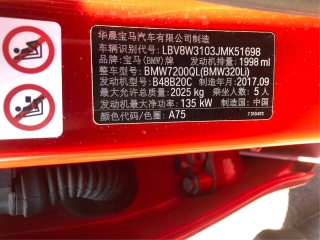 华晨宝马汽车有限公司制造
车辆识别代号：LBV8W3103JMK51698
品牌：宝马(BMW)牌 发动机排量：1998 ml
整车型号：BMW7200QL(BMW320Li)
发动机型号：B48B20C 制造年月：2017.09
最大允许总质量：2025 kg 乘坐人数：5 人
发动机最大净功率：135 kW 制造国：中国
颜色代码/色番：A75